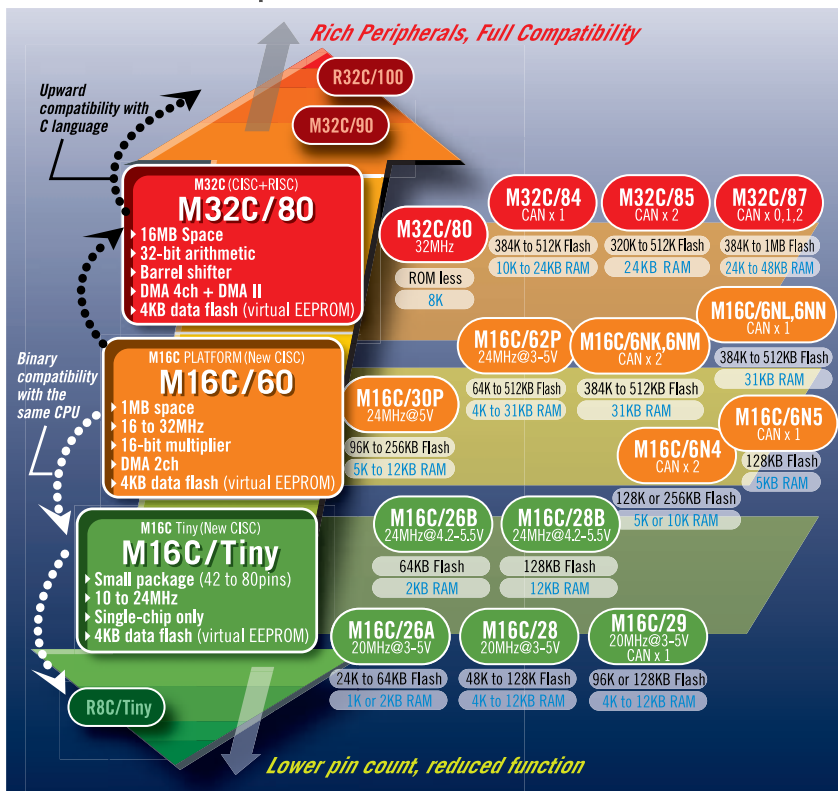 Rich Peripherals, Full Compatibility
R32C/100
M32C/90
Upward
compatibility with
C language
M32C (CISC+RISC)
M32C/80
16MB Space
32-bit arithmetic
Barrel shifter
DMA 4ch + DMA II
4KB data flash (virtual EEPROM)
M32C/80
32MHz
ROM less
8K
M32C/84
CAN x 1
384K to 512K Flash
10K to 24KB RAM
M32C/85
CAN x 2
320K to 512K Flash
24KB RAM
M32C/87
CAN x 0,1,2
384K to 1MB Flash
24K to 48KB RAM
Binary
compatibility
with the
same CPU
M16C PLATFORM (New CISC)
M16C/60
1MB space
16 to 32MHz
16-bit multiplier
DMA 2ch
4KB data flash (virtual EEPROM)
M16C/30P
24MHz@5V
96K to 256KB Flash
5K to 12KB RAM
M16C/62P
24MHz@3-5V
64K to 512KB Flash
4K to 31KB RAM
M16C/6NK,6NM
CAN x 2
384K to 512KB Flash
31KB RAM
M16C/6NL,6NN
CAN x 1
384K to 512KB Flash
31KB RAM
M16C/6N4
CAN x 2
128K or 256KB Flash
5K or 10K RAM
M16C/6N5
CAN x 1
128KB Flash
5KB RAM
M16C Tiny (New CISC)
M16C/Tiny
Small package (42 to 80pins)
10 to 24MHz
Single-chip only
4KB data flash (virtual EEPROM)
M16C/26B
24MHz@4.2-5.5V
64KB Flash
2KB RAM
M16C/28B
24MHz@4.2-5.5V
128KB Flash
12KB RAM
M16C/26A
20MHz@3-5V
24K to 64KB Flash
1K or 2KB RAM
M16C/28
20MHz@3-5V
48K to 128K Flash
4K to 12KB RAM
M16C/29
20MHz@3-5V
CAN x 1
96K or 128KB Flash
4K to 12KB RAM
R8C/Tiny
Lower pin count, reduced function